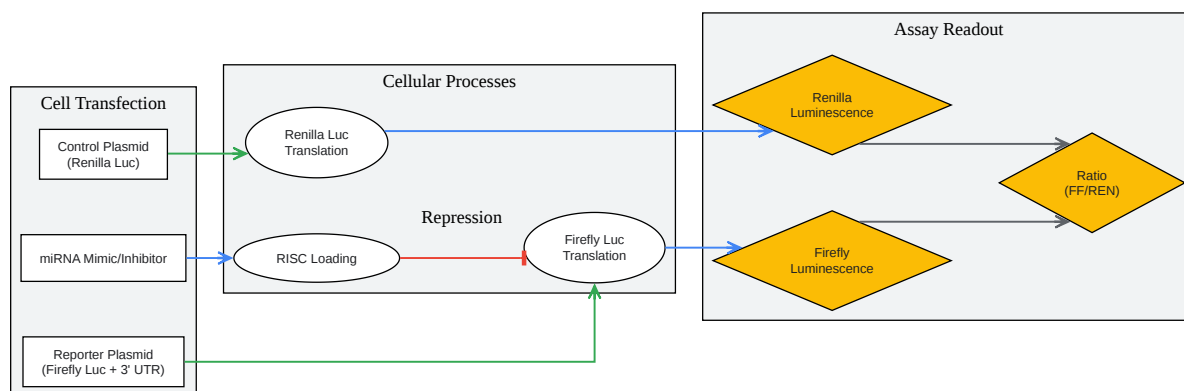 Cell Transfection
Control Plasmid
(Renilla Luc)
miRNA Mimic/Inhibitor
Reporter Plasmid
(Firefly Luc + 3' UTR)
Cellular Processes
Renilla Luc
Translation
Repression
RISC Loading
Firefly Luc
Translation
Assay Readout
Renilla
Luminescence
Firefly
Luminescence
Ratio
(FF/REN)